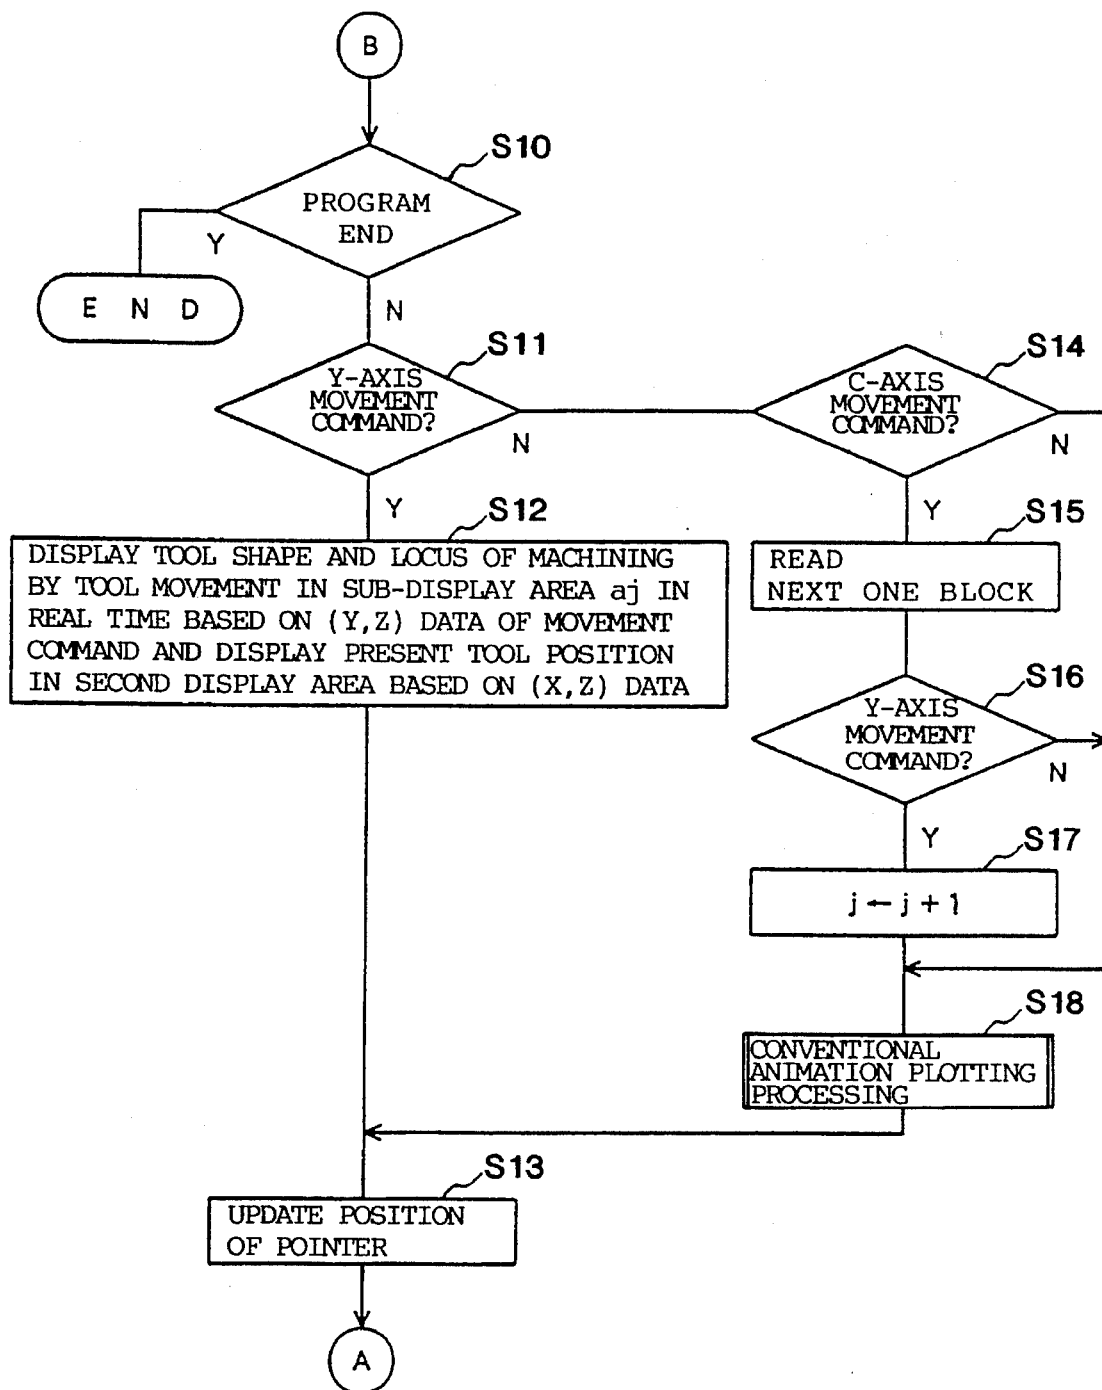 B
S10
PROGRAM
END
Y
E N D
N
S11
Y-AXIS
MOVEMENT
COMMAND?
N
Y
S14
C-AXIS
MOVEMENT
COMMAND?
N
Y
S12
DISPLAY TOOL SHAPE AND LOCUS OF MACHINING
BY TOOL MOVEMENT IN SUB-DISPLAY AREA aj IN
REAL TIME BASED ON (Y,Z) DATA OF MOVEMENT
COMMAND AND DISPLAY PRESENT TOOL POSITION
IN SECOND DISPLAY AREA BASED ON (X,Z) DATA
S15
READ
NEXT ONE BLOCK
S16
Y-AXIS
MOVEMENT
COMMAND?
N
Y
S17
j ← j + 1
S18
CONVENTIONAL
ANIMATION PLOTTING
PROCESSING
S13
UPDATE POSITION
OF POINTER
A